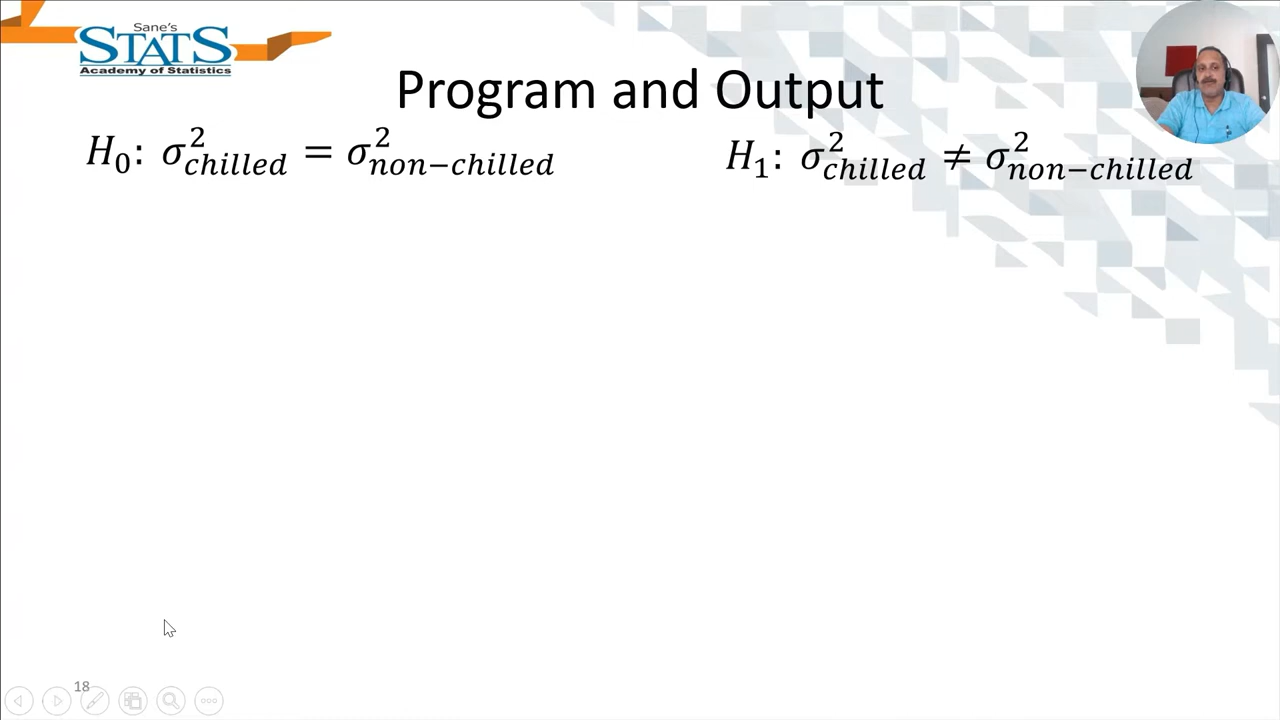 Sane's
STATS
Academy of Statistics
Program and Output
H₀: σ²chilled = σ²non−chilled
H₁: σ²chilled ≠ σ²non−chilled
18